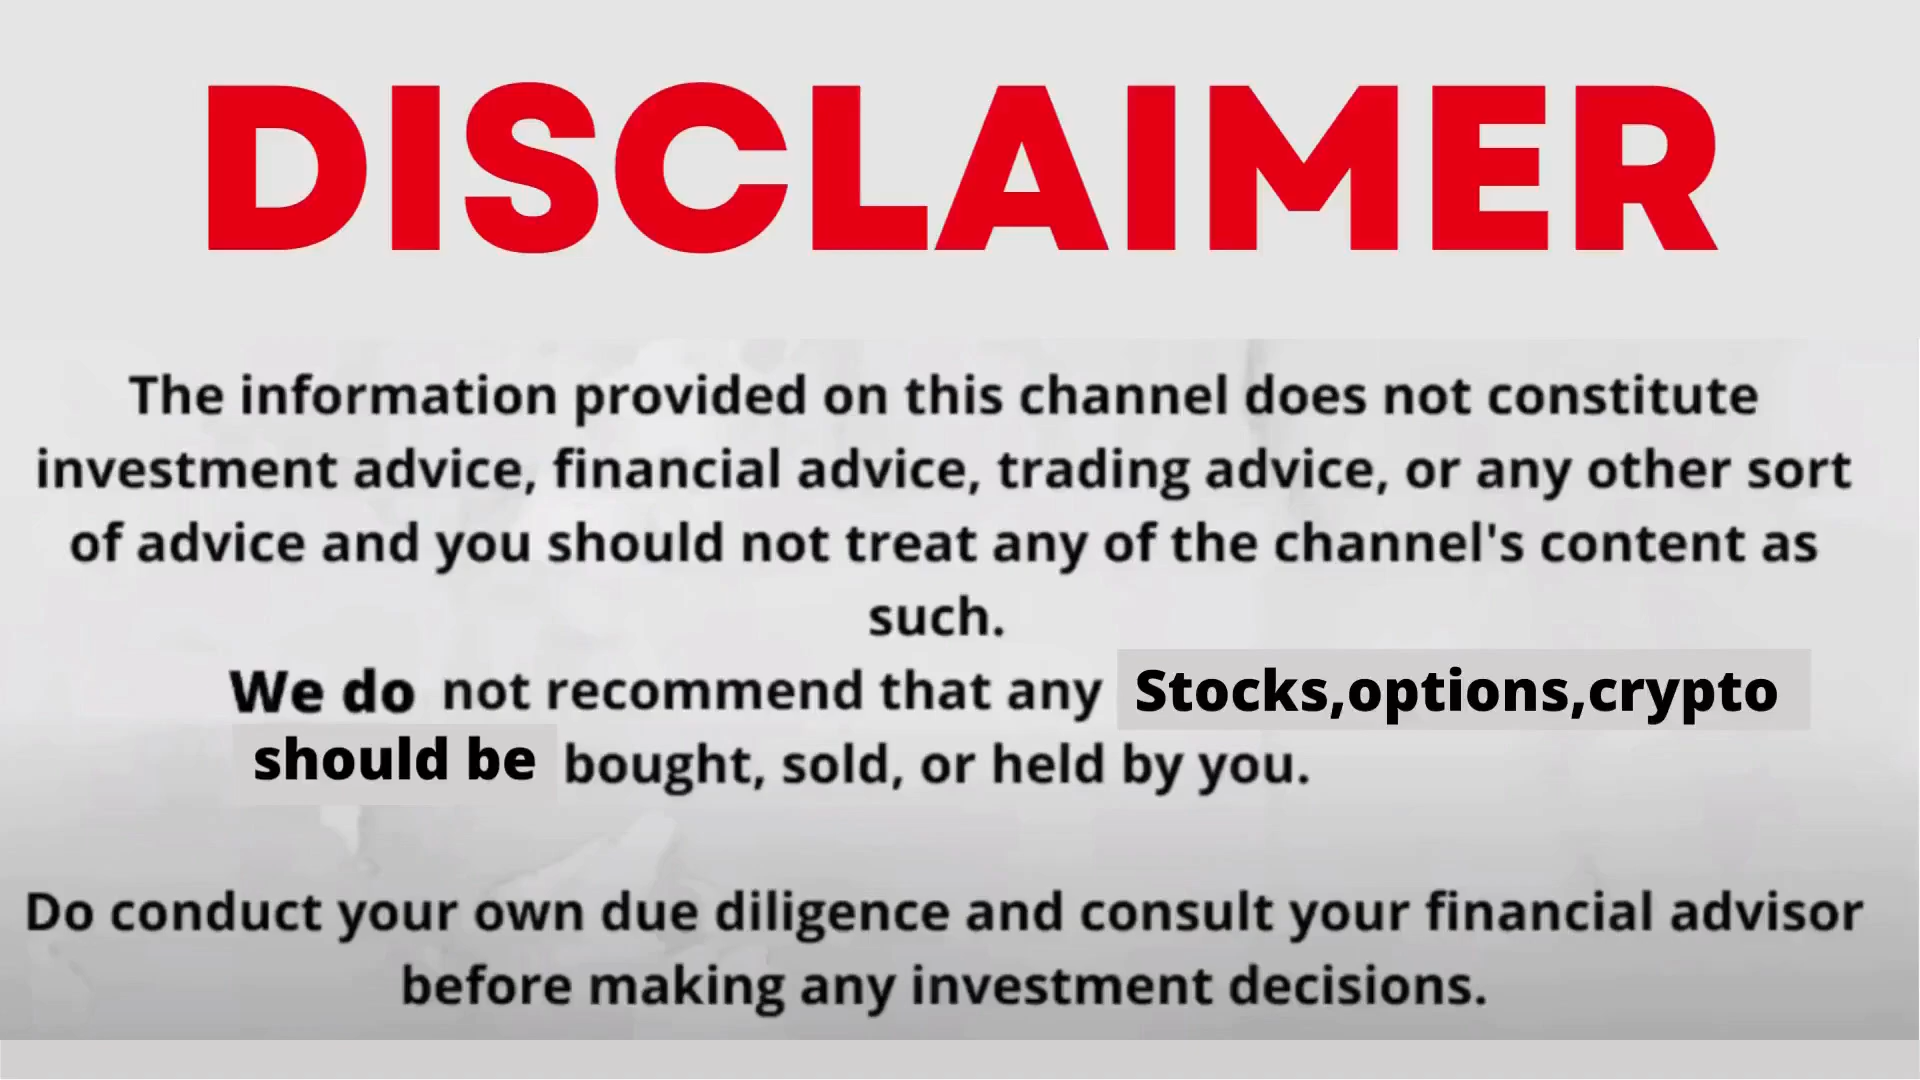 DISCLAIMER
The information provided on this channel does not constitute
investment advice, financial advice, trading advice, or any other sort
of advice and you should not treat any of the channel's content as
such.
We do not recommend that any Stocks,options,crypto
should be bought, sold, or held by you.
Do conduct your own due diligence and consult your financial advisor
before making any investment decisions.